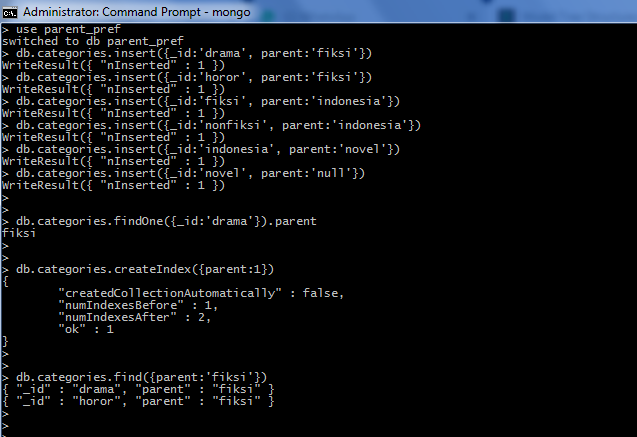 Administrator: Command Prompt - mongo
> use parent_pref
switched to db parent_pref
> db.categories.insert({_id:'drama', parent:'fiksi'})
WriteResult({ "nInserted" : 1 })
> db.categories.insert({_id:'horor', parent:'fiksi'})
WriteResult({ "nInserted" : 1 })
> db.categories.insert({_id:'fiksi', parent:'indonesia'})
WriteResult({ "nInserted" : 1 })
> db.categories.insert({_id:'nonfiksi', parent:'indonesia'})
WriteResult({ "nInserted" : 1 })
> db.categories.insert({_id:'indonesia', parent:'novel'})
WriteResult({ "nInserted" : 1 })
> db.categories.insert({_id:'novel', parent:'null'})
WriteResult({ "nInserted" : 1 })
>
>
> db.categories.findOne({_id:'drama'}).parent
fiksi
>
>
> db.categories.createIndex({parent:1})
{
        "createdCollectionAutomatically" : false,
        "numIndexesBefore" : 1,
        "numIndexesAfter" : 2,
        "ok" : 1
}
>
>
> db.categories.find({parent:'fiksi'})
{ "_id" : "drama", "parent" : "fiksi" }
{ "_id" : "horor", "parent" : "fiksi" }
>
>